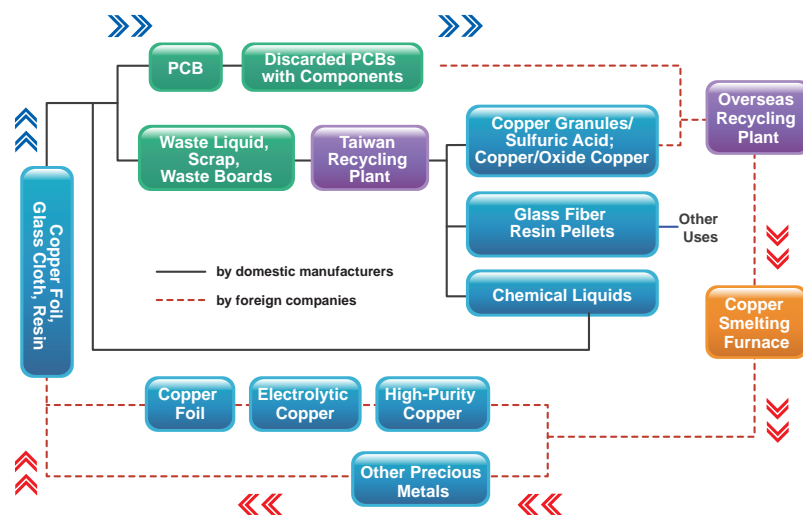 PCB
Discarded PCBs
with Components
Overseas
Recycling
Plant
Waste Liquid,
Scrap,
Waste Boards
Taiwan
Recycling
Plant
Copper Granules/
Sulfuric Acid;
Copper/Oxide Copper
Copper Foil,
Glass Cloth, Resin
Glass Fiber
Resin Pellets
Other
Uses
by domestic manufacturers
by foreign companies
Chemical Liquids
Copper
Smelting
Furnace
Copper
Foil
Electrolytic
Copper
High-Purity
Copper
Other Precious
Metals